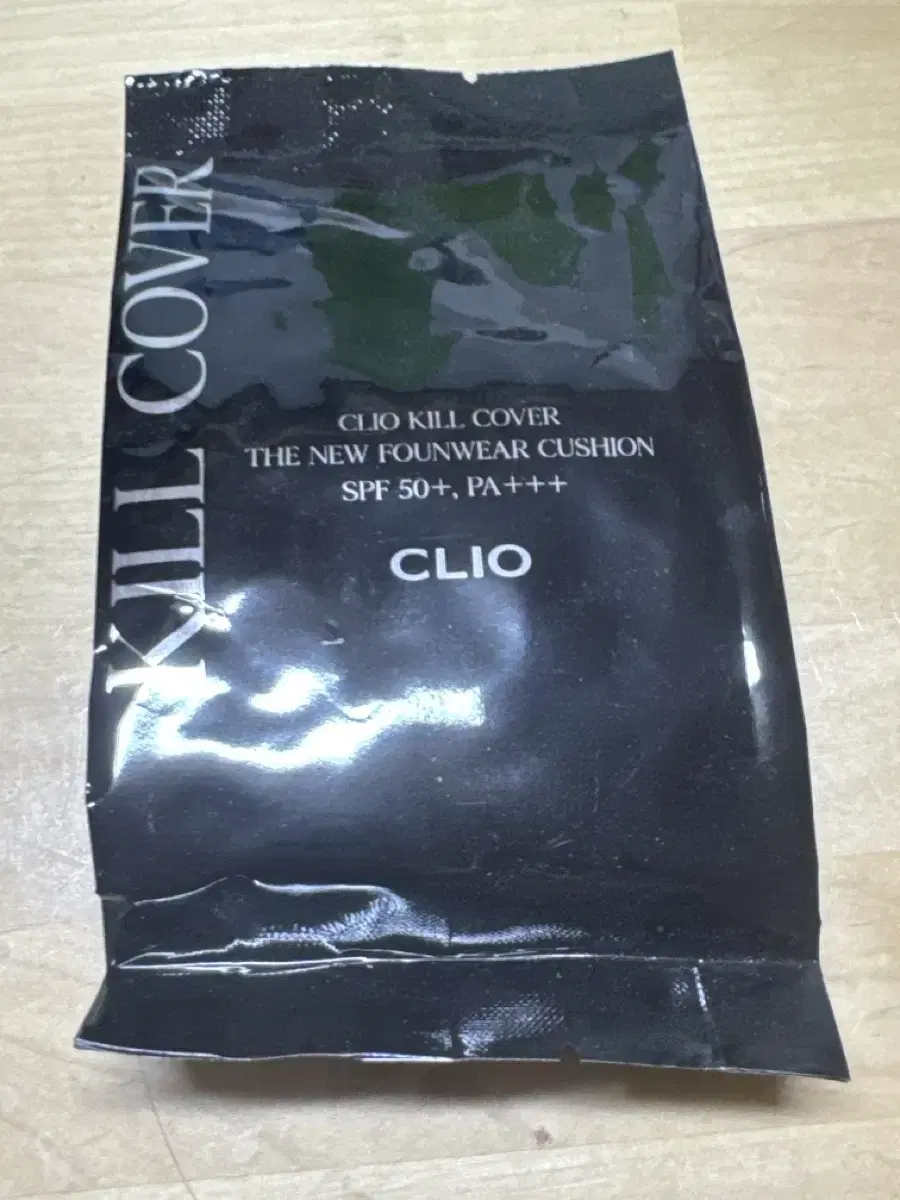 KILL COVER
CLIO KILL COVER
THE NEW FOUNWEAR CUSHION
SPF 50+, PA+++
CLIO